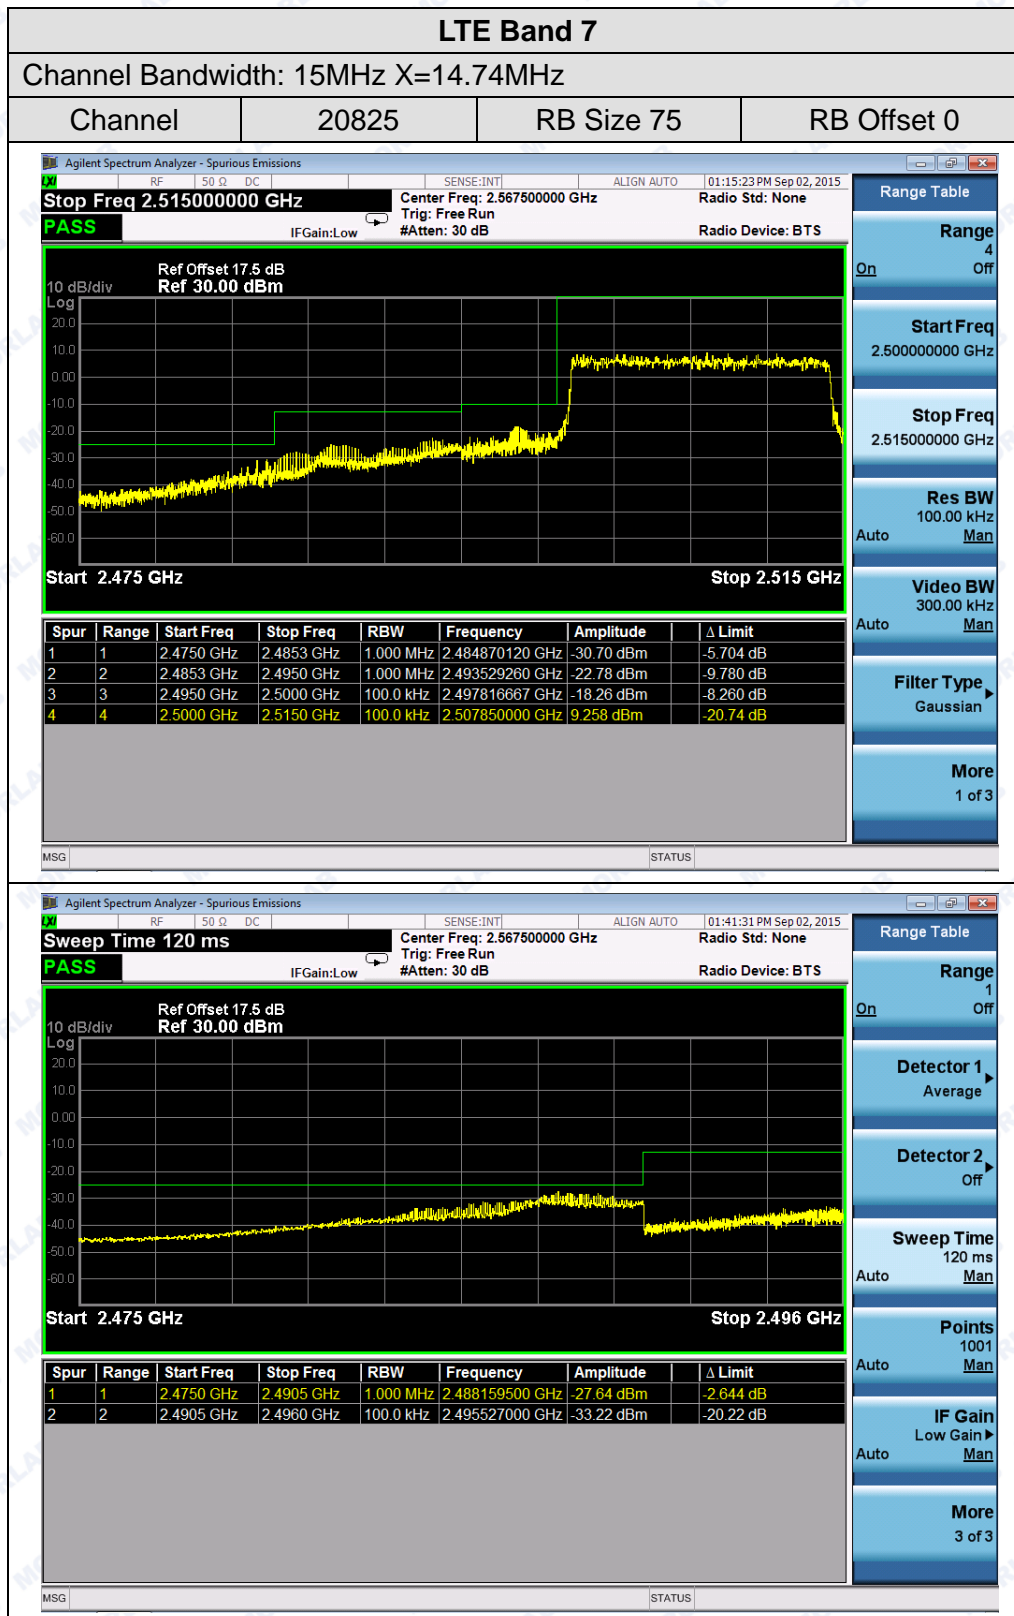 LTE Band 7
Channel Bandwidth: 15MHz X=14.74MHz
Channel 20825 RB Size 75 RB Offset 0
Agilent Spectrum Analyzer - Spurious Emissions
LXI RF 50 Ω DC SENSE:INT ALIGN AUTO 01:15:23 PM Sep 02, 2015
Stop Freq 2.515000000 GHz
Center Freq: 2.567500000 GHz
Radio Std: None
Trig: Free Run
PASS
IFGain:Low
#Atten: 30 dB
Radio Device: BTS
Ref Offset 17.5 dB
10 dB/div Ref 30.00 dBm
Log
20.0
10.0
0.00
-10.0
-20.0
-30.0
-40.0
-50.0
-60.0
Start 2.475 GHz Stop 2.515 GHz
Spur Range Start Freq Stop Freq RBW Frequency Amplitude Δ Limit
1 1 2.4750 GHz 2.4853 GHz 1.000 MHz 2.484870120 GHz -30.70 dBm -5.704 dB
2 2 2.4853 GHz 2.4950 GHz 1.000 MHz 2.493529260 GHz -22.78 dBm -9.780 dB
3 3 2.4950 GHz 2.5000 GHz 100.0 kHz 2.497816667 GHz -18.26 dBm -8.260 dB
4 4 2.5000 GHz 2.5150 GHz 100.0 kHz 2.507850000 GHz 9.258 dBm -20.74 dB
MSG STATUS
Range Table
Range
4
On Off
Start Freq
2.500000000 GHz
Stop Freq
2.515000000 GHz
Res BW
100.00 kHz
Auto Man
Video BW
300.00 kHz
Auto Man
Filter Type
Gaussian
More
1 of 3
Agilent Spectrum Analyzer - Spurious Emissions
LXI RF 50 Ω DC SENSE:INT ALIGN AUTO 01:41:31 PM Sep 02, 2015
Sweep Time 120 ms
Center Freq: 2.567500000 GHz
Radio Std: None
Trig: Free Run
PASS
IFGain:Low
#Atten: 30 dB
Radio Device: BTS
Ref Offset 17.5 dB
10 dB/div Ref 30.00 dBm
Log
20.0
10.0
0.00
-10.0
-20.0
-30.0
-40.0
-50.0
-60.0
Start 2.475 GHz Stop 2.496 GHz
Spur Range Start Freq Stop Freq RBW Frequency Amplitude Δ Limit
1 1 2.4750 GHz 2.4905 GHz 1.000 MHz 2.488159500 GHz -27.64 dBm -2.644 dB
2 2 2.4905 GHz 2.4960 GHz 100.0 kHz 2.495527000 GHz -33.22 dBm -20.22 dB
MSG STATUS
Range Table
Range
1
On Off
Detector 1
Average
Detector 2
Off
Sweep Time
120 ms
Auto Man
Points
1001
Auto Man
IF Gain
Low Gain
Auto Man
More
3 of 3